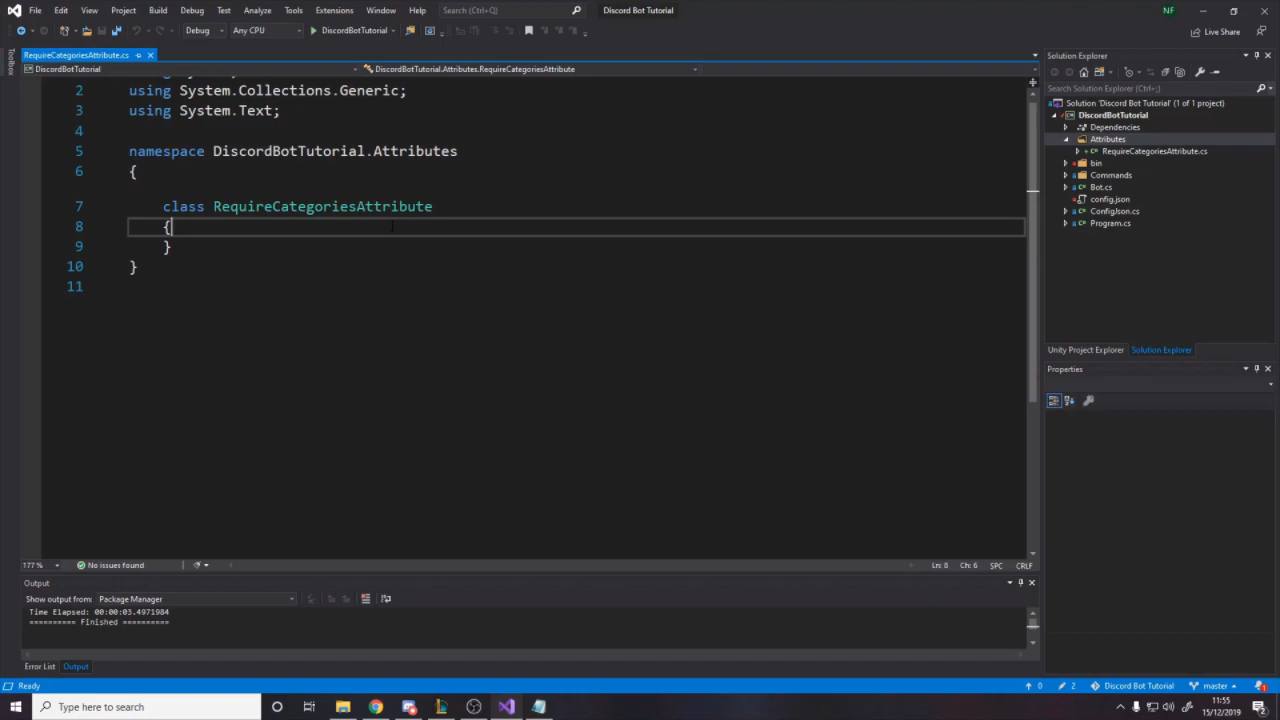 File Edit View Project Build Debug Test Analyze Tools Extensions Window Help Search (Ctrl+Q) Discord Bot Tutorial NF
Debug Any CPU DiscordBotTutorial Live Share
Toolbox
RequireCategoriesAttribute.cs
DiscordBotTutorial DiscordBotTutorial.Attributes.RequireCategoriesAttribute
2 using System.Collections.Generic;
3 using System.Text;
4
5 namespace DiscordBotTutorial.Attributes
6 {
7 class RequireCategoriesAttribute
8 {
9 }
10 }
11
177 % No issues found Ln: 8 Ch: 6 SPC CRLF
Output
Show output from: Package Manager
Time Elapsed: 00:00:03.4971984
========== Finished ==========
Error List Output
Solution Explorer
Search Solution Explorer (Ctrl+;)
Solution 'Discord Bot Tutorial' (1 of 1 project)
DiscordBotTutorial
Dependencies
Attributes
RequireCategoriesAttribute.cs
bin
Commands
Bot.cs
config.json
ConfigJson.cs
Program.cs
Unity Project Explorer Solution Explorer
Properties
Ready 0 2 Discord Bot Tutorial master 1
Type here to search
11:55
15/12/2019
2